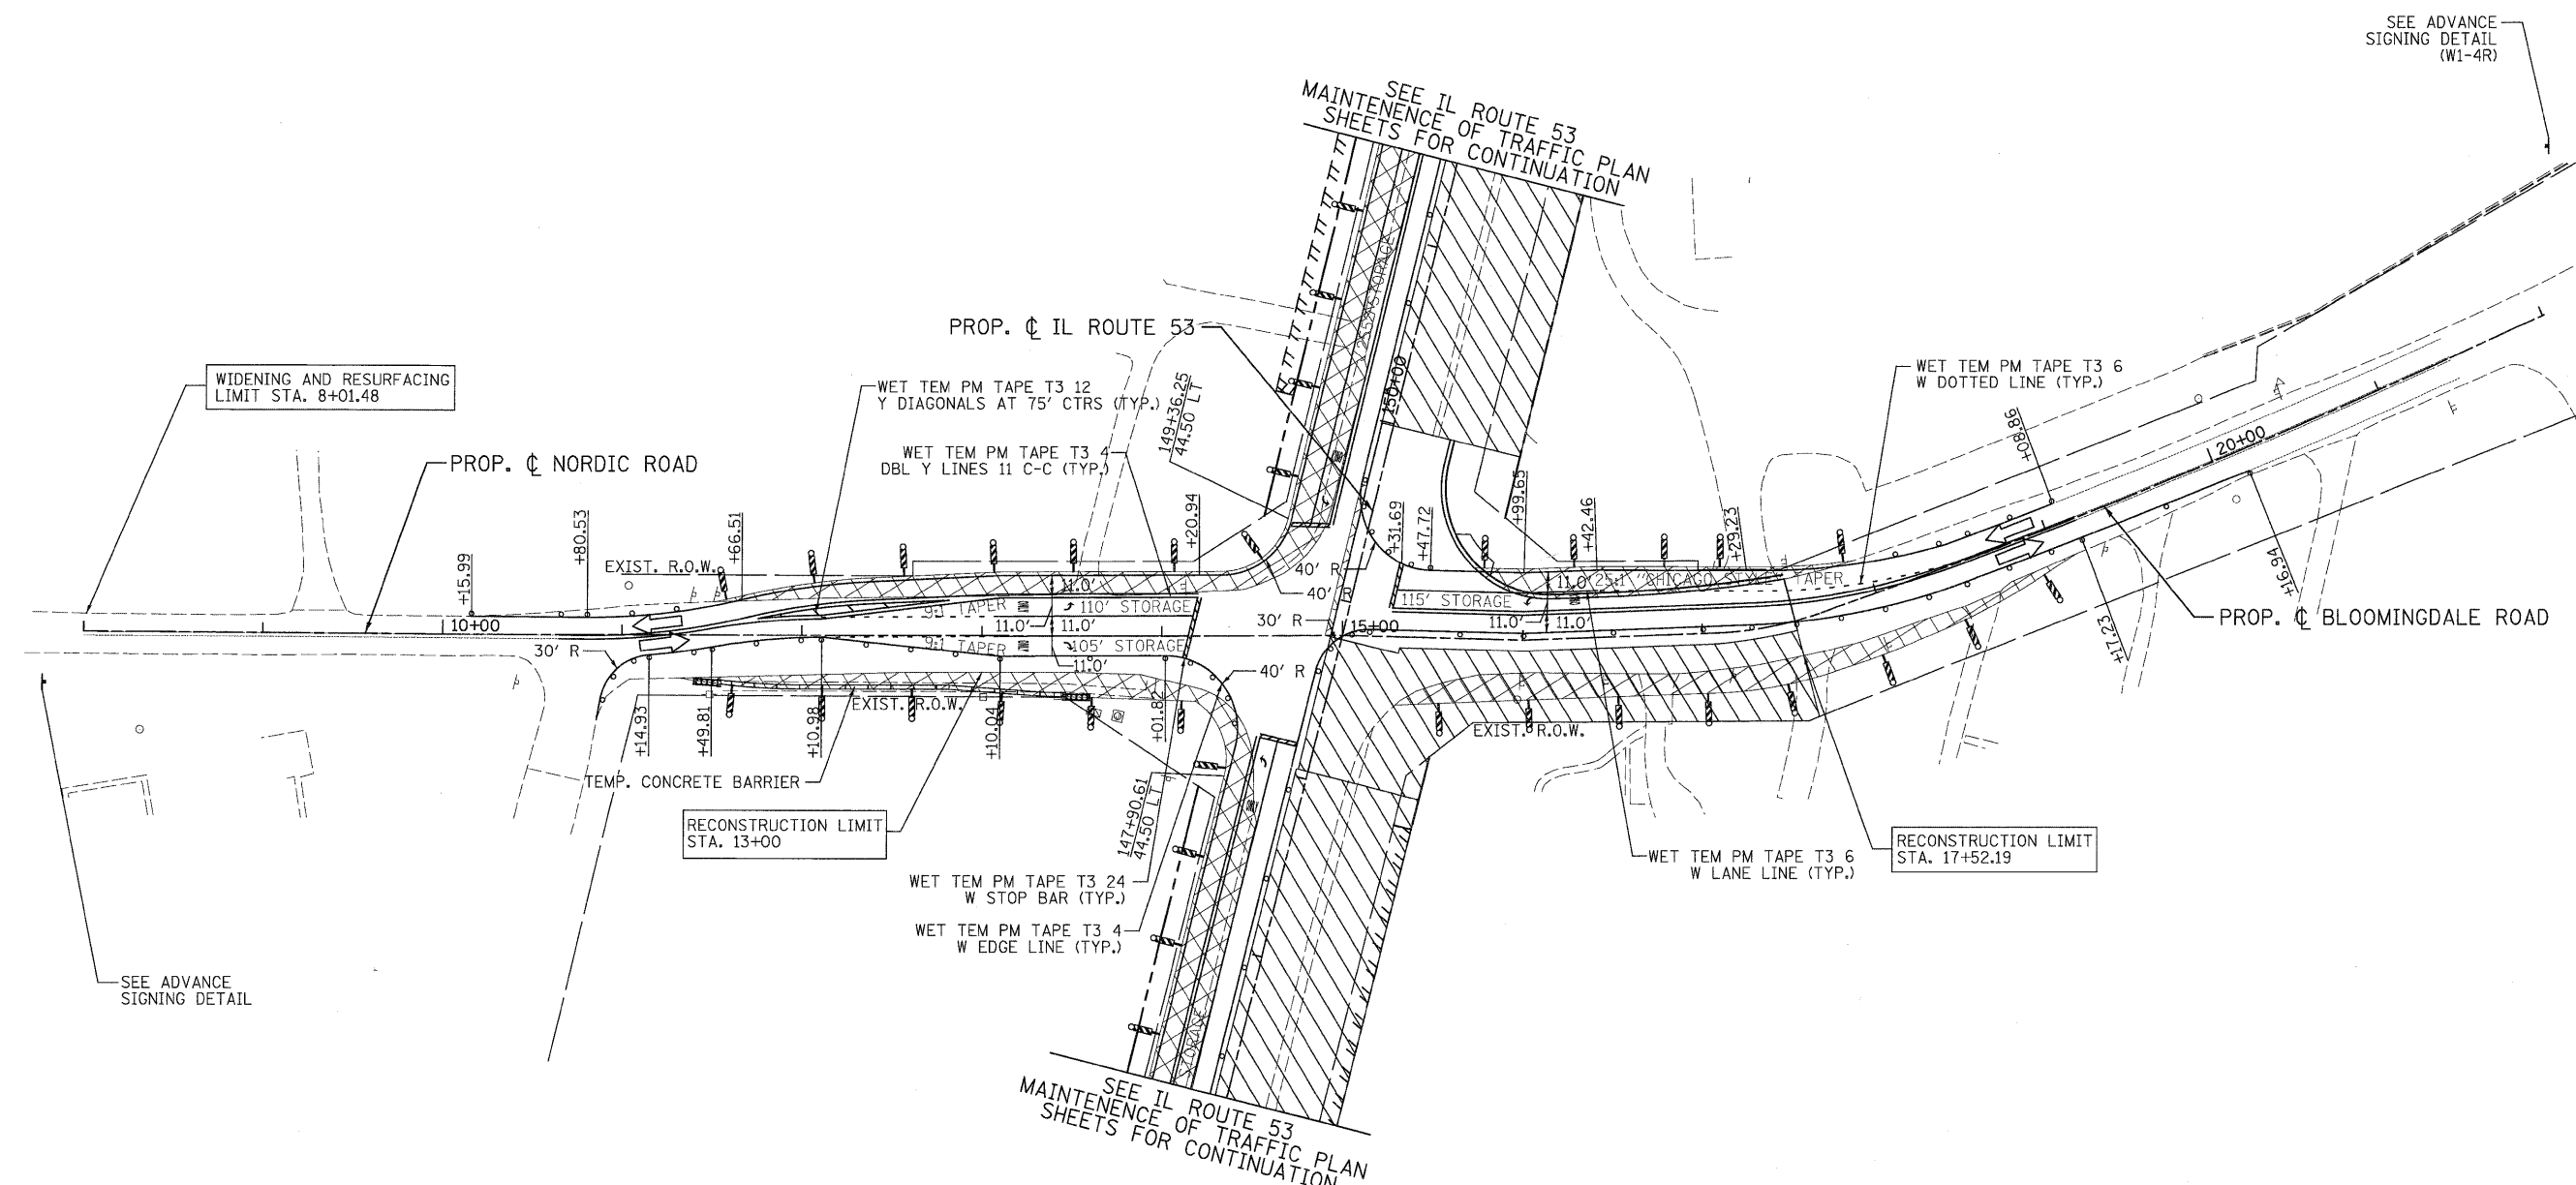 SEE ADVANCE
SIGNING DETAIL
(W1-4R)
SEE IL ROUTE 53
MAINTENENCE OF TRAFFIC PLAN
SHEETS FOR CONTINUATION
PROP. ℄ IL ROUTE 53
255' STORAGE
150+00
WIDENING AND RESURFACING
LIMIT STA. 8+01.48
WET TEM PM TAPE T3 12
Y DIAGONALS AT 75' CTRS (TYP.)
149+36.25
44.50 LT
WET TEM PM TAPE T3 6
W DOTTED LINE (TYP.)
PROP. ℄ NORDIC ROAD
WET TEM PM TAPE T3 4
DBL Y LINES 11 C-C (TYP.)
+08.86
20+00
+15.99
+80.53
+66.51
+20.94
+31.69
+47.72
+99.65
+42.46
+29.23
EXIST. R.O.W.
40' R
40' R
11.0'
9:1 TAPER
110' STORAGE
11.0'
25:1 "CHICAGO STYLE" TAPER
115' STORAGE
10+00
11.0'
11.0'
30' R
15+00
11.0'
11.0'
+16.94
PROP. ℄ BLOOMINGDALE ROAD
30' R
9:1 TAPER
105' STORAGE
11.0'
40' R
+17.23
+14.93
+49.81
+10.98
+10.04
+01.82
EXIST. R.O.W.
EXIST. R.O.W.
TEMP. CONCRETE BARRIER
RECONSTRUCTION LIMIT
STA. 13+00
147+90.61
44.50 LT
RECONSTRUCTION LIMIT
STA. 17+52.19
WET TEM PM TAPE T3 6
W LANE LINE (TYP.)
WET TEM PM TAPE T3 24
W STOP BAR (TYP.)
WET TEM PM TAPE T3 4
W EDGE LINE (TYP.)
SEE ADVANCE
SIGNING DETAIL
STORAGE
SEE IL ROUTE 53
MAINTENENCE OF TRAFFIC PLAN
SHEETS FOR CONTINUATION